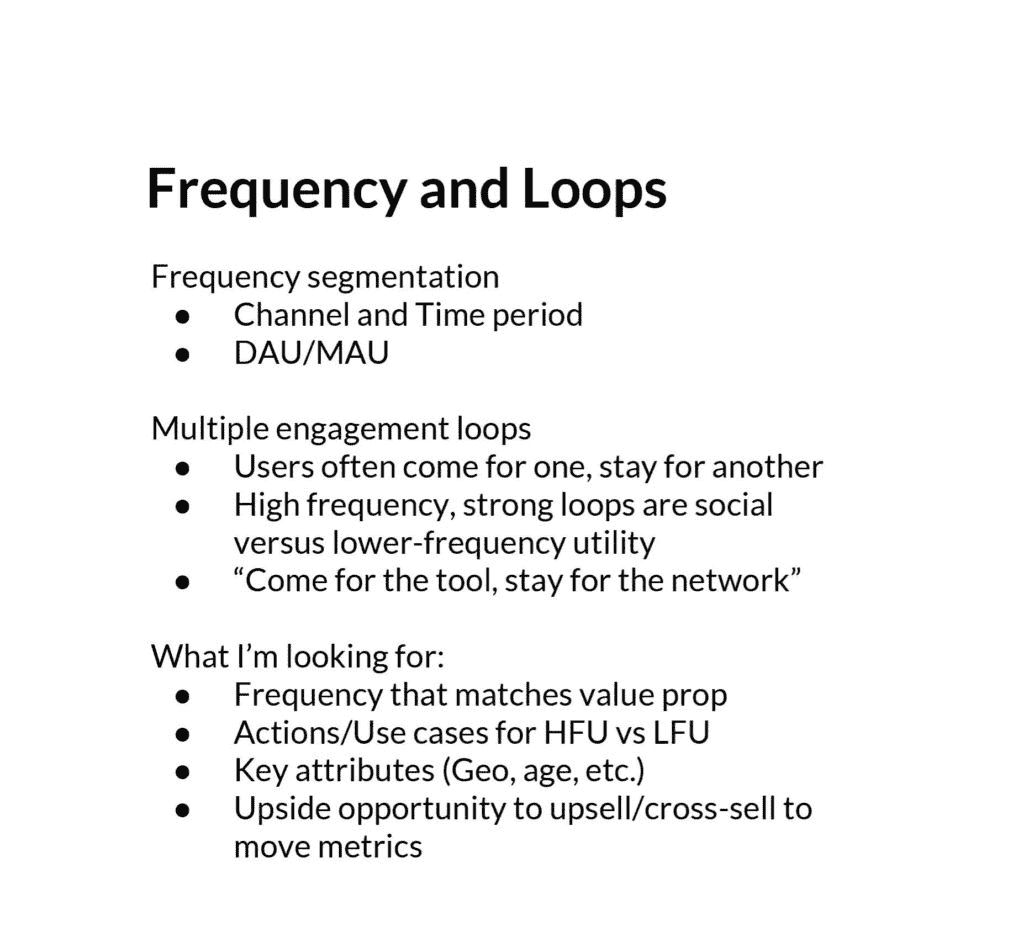 Frequency and Loops
Frequency segmentation
● Channel and Time period
● DAU/MAU
Multiple engagement loops
● Users often come for one, stay for another
● High frequency, strong loops are social
versus lower-frequency utility
● “Come for the tool, stay for the network”
What I’m looking for:
● Frequency that matches value prop
● Actions/Use cases for HFU vs LFU
● Key attributes (Geo, age, etc.)
● Upside opportunity to upsell/cross-sell to
move metrics